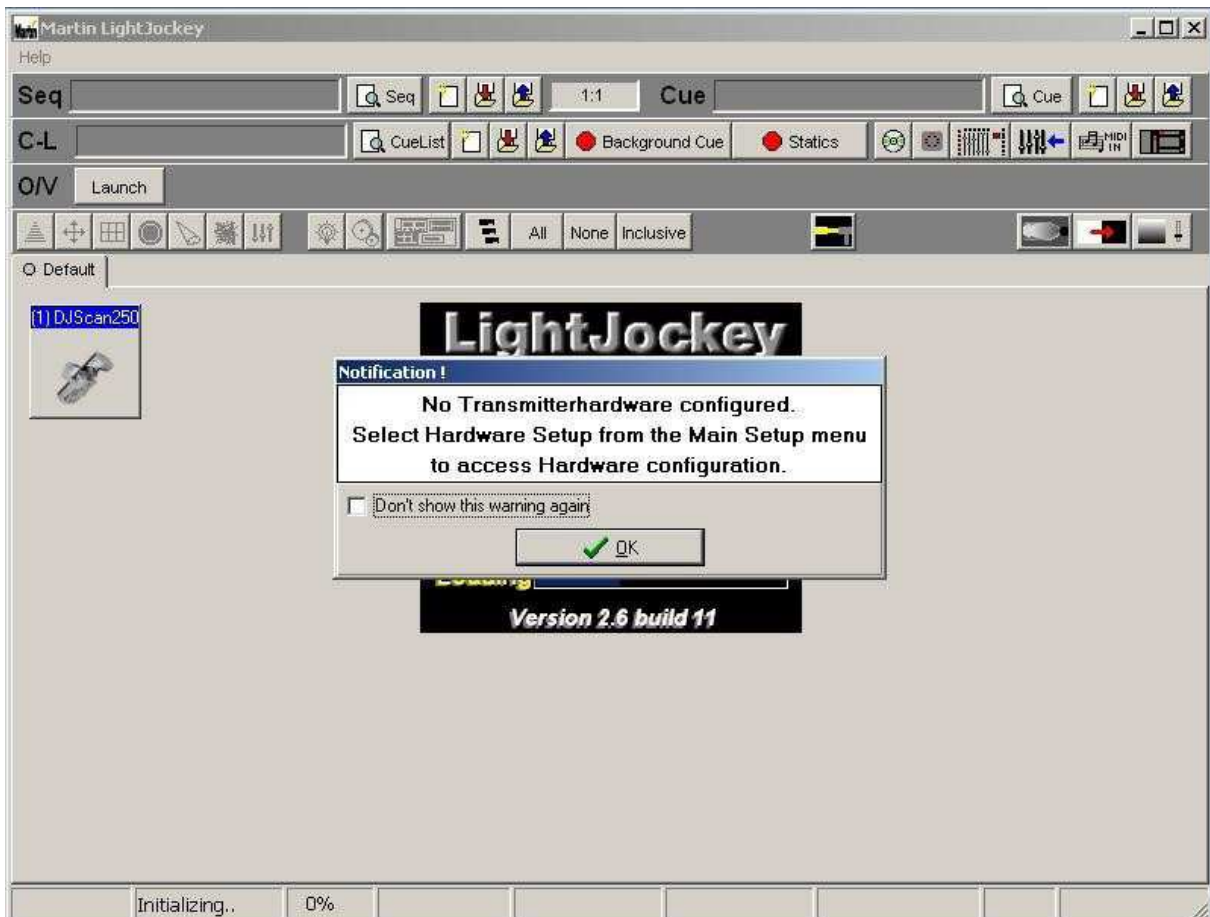 Martin Martin LightJockey
Help
Seq Seq 1:1 Cue Cue
C-L CueList Background Cue Statics MIDI IN
O/V Launch
All None Inclusive
Default
(1) DJScan250
LightJockey
Notification !
No Transmitterhardware configured.
Select Hardware Setup from the Main Setup menu
to access Hardware configuration.
Don't show this warning again
OK
Loading
Version 2.6 build 11
Initializing.. 0%